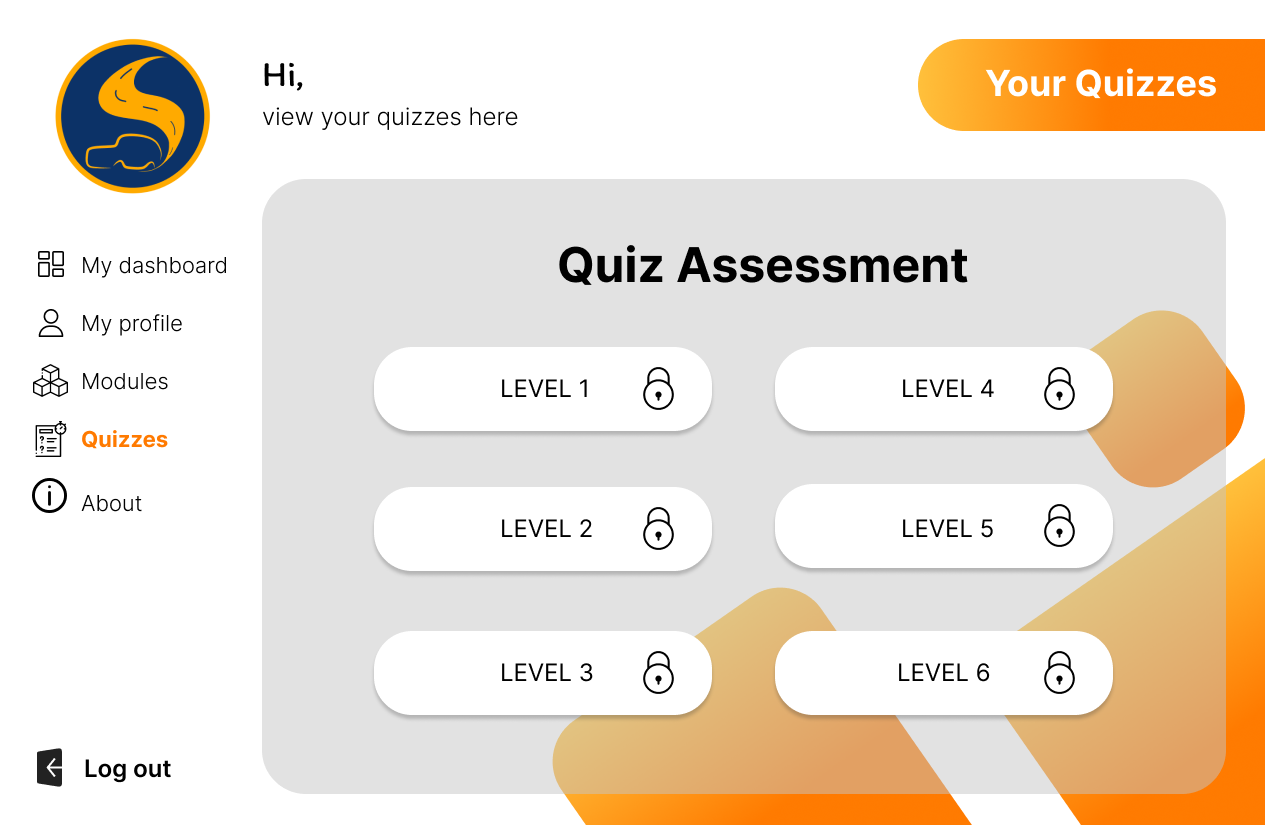 Hi,
view your quizzes here
Your Quizzes
My dashboard
My profile
Modules
Quizzes
About
Log out
Quiz Assessment
LEVEL 1
LEVEL 4
LEVEL 2
LEVEL 5
LEVEL 3
LEVEL 6